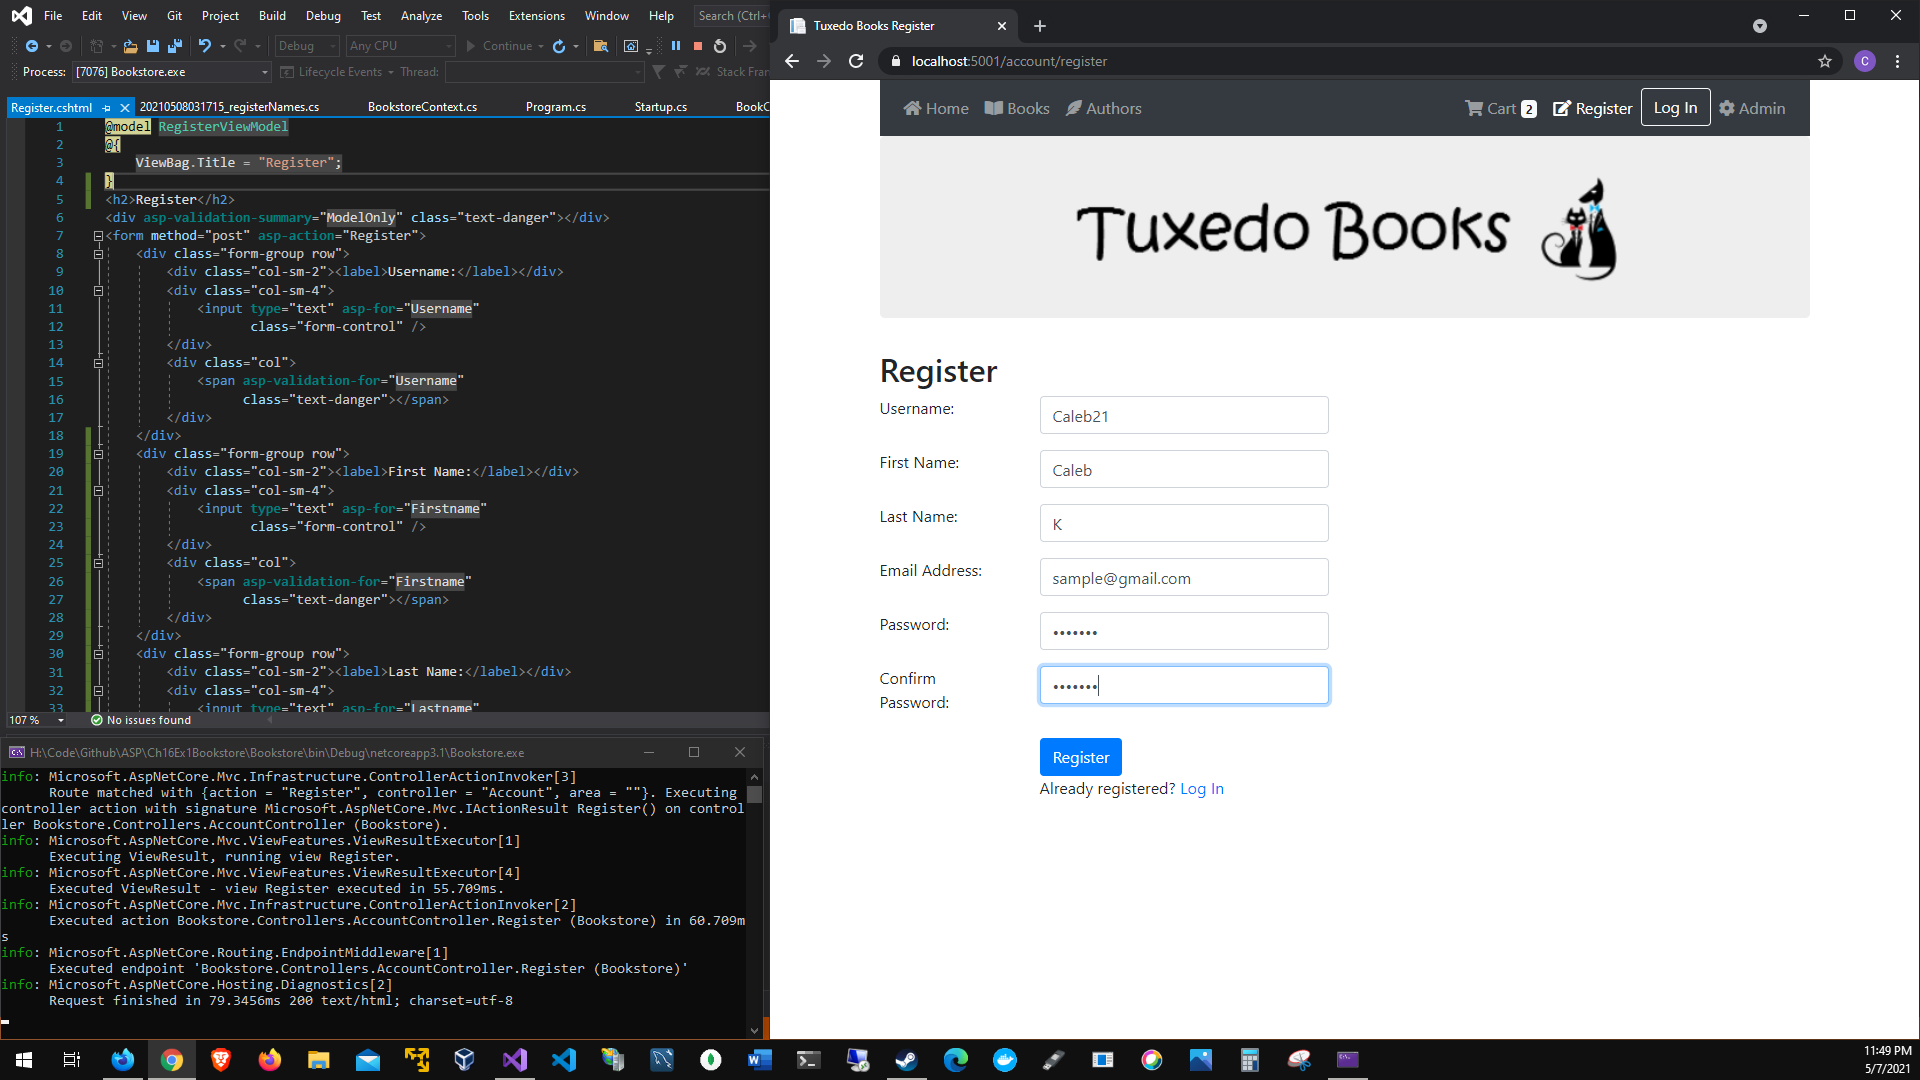 File Edit View Git Project Build Debug Test Analyze Tools Extensions Window Help Search (Ctrl+
Debug Any CPU Continue
Process: [7076] Bookstore.exe Lifecycle Events Thread: Stack Fran
Register.cshtml 20210508031715_registerNames.cs BookstoreContext.cs Program.cs Startup.cs BookC
1 @model RegisterViewModel
2 @{
3 ViewBag.Title = "Register";
4 }
5 <h2>Register</h2>
6 <div asp-validation-summary="ModelOnly" class="text-danger"></div>
7 <form method="post" asp-action="Register">
8 <div class="form-group row">
9 <div class="col-sm-2"><label>Username:</label></div>
10 <div class="col-sm-4">
11 <input type="text" asp-for="Username"
12 class="form-control" />
13 </div>
14 <div class="col">
15 <span asp-validation-for="Username"
16 class="text-danger"></span>
17 </div>
18 </div>
19 <div class="form-group row">
20 <div class="col-sm-2"><label>First Name:</label></div>
21 <div class="col-sm-4">
22 <input type="text" asp-for="Firstname"
23 class="form-control" />
24 </div>
25 <div class="col">
26 <span asp-validation-for="Firstname"
27 class="text-danger"></span>
28 </div>
29 </div>
30 <div class="form-group row">
31 <div class="col-sm-2"><label>Last Name:</label></div>
32 <div class="col-sm-4">
33 <input type="text" asp-for="Lastname"
107 % No issues found
H:\Code\Github\ASP\Ch16Ex1Bookstore\Bookstore\bin\Debug\netcoreapp3.1\Bookstore.exe
info: Microsoft.AspNetCore.Mvc.Infrastructure.ControllerActionInvoker[3]
Route matched with {action = "Register", controller = "Account", area = ""}. Executing
controller action with signature Microsoft.AspNetCore.Mvc.IActionResult Register() on control
ler Bookstore.Controllers.AccountController (Bookstore).
info: Microsoft.AspNetCore.Mvc.ViewFeatures.ViewResultExecutor[1]
Executing ViewResult, running view Register.
info: Microsoft.AspNetCore.Mvc.ViewFeatures.ViewResultExecutor[4]
Executed ViewResult - view Register executed in 55.709ms.
info: Microsoft.AspNetCore.Mvc.Infrastructure.ControllerActionInvoker[2]
Executed action Bookstore.Controllers.AccountController.Register (Bookstore) in 60.709m
s
info: Microsoft.AspNetCore.Routing.EndpointMiddleware[1]
Executed endpoint 'Bookstore.Controllers.AccountController.Register (Bookstore)'
info: Microsoft.AspNetCore.Hosting.Diagnostics[2]
Request finished in 79.3456ms 200 text/html; charset=utf-8
Tuxedo Books Register
localhost:5001/account/register C
Home Books Authors Cart 2 Register Log In Admin
Tuxedo Books
Register
Username: Caleb21
First Name: Caleb
Last Name: K
Email Address: sample@gmail.com
Password: •••••••
Confirm •••••••
Password:
Register
Already registered? Log In
11:49 PM
5/7/2021